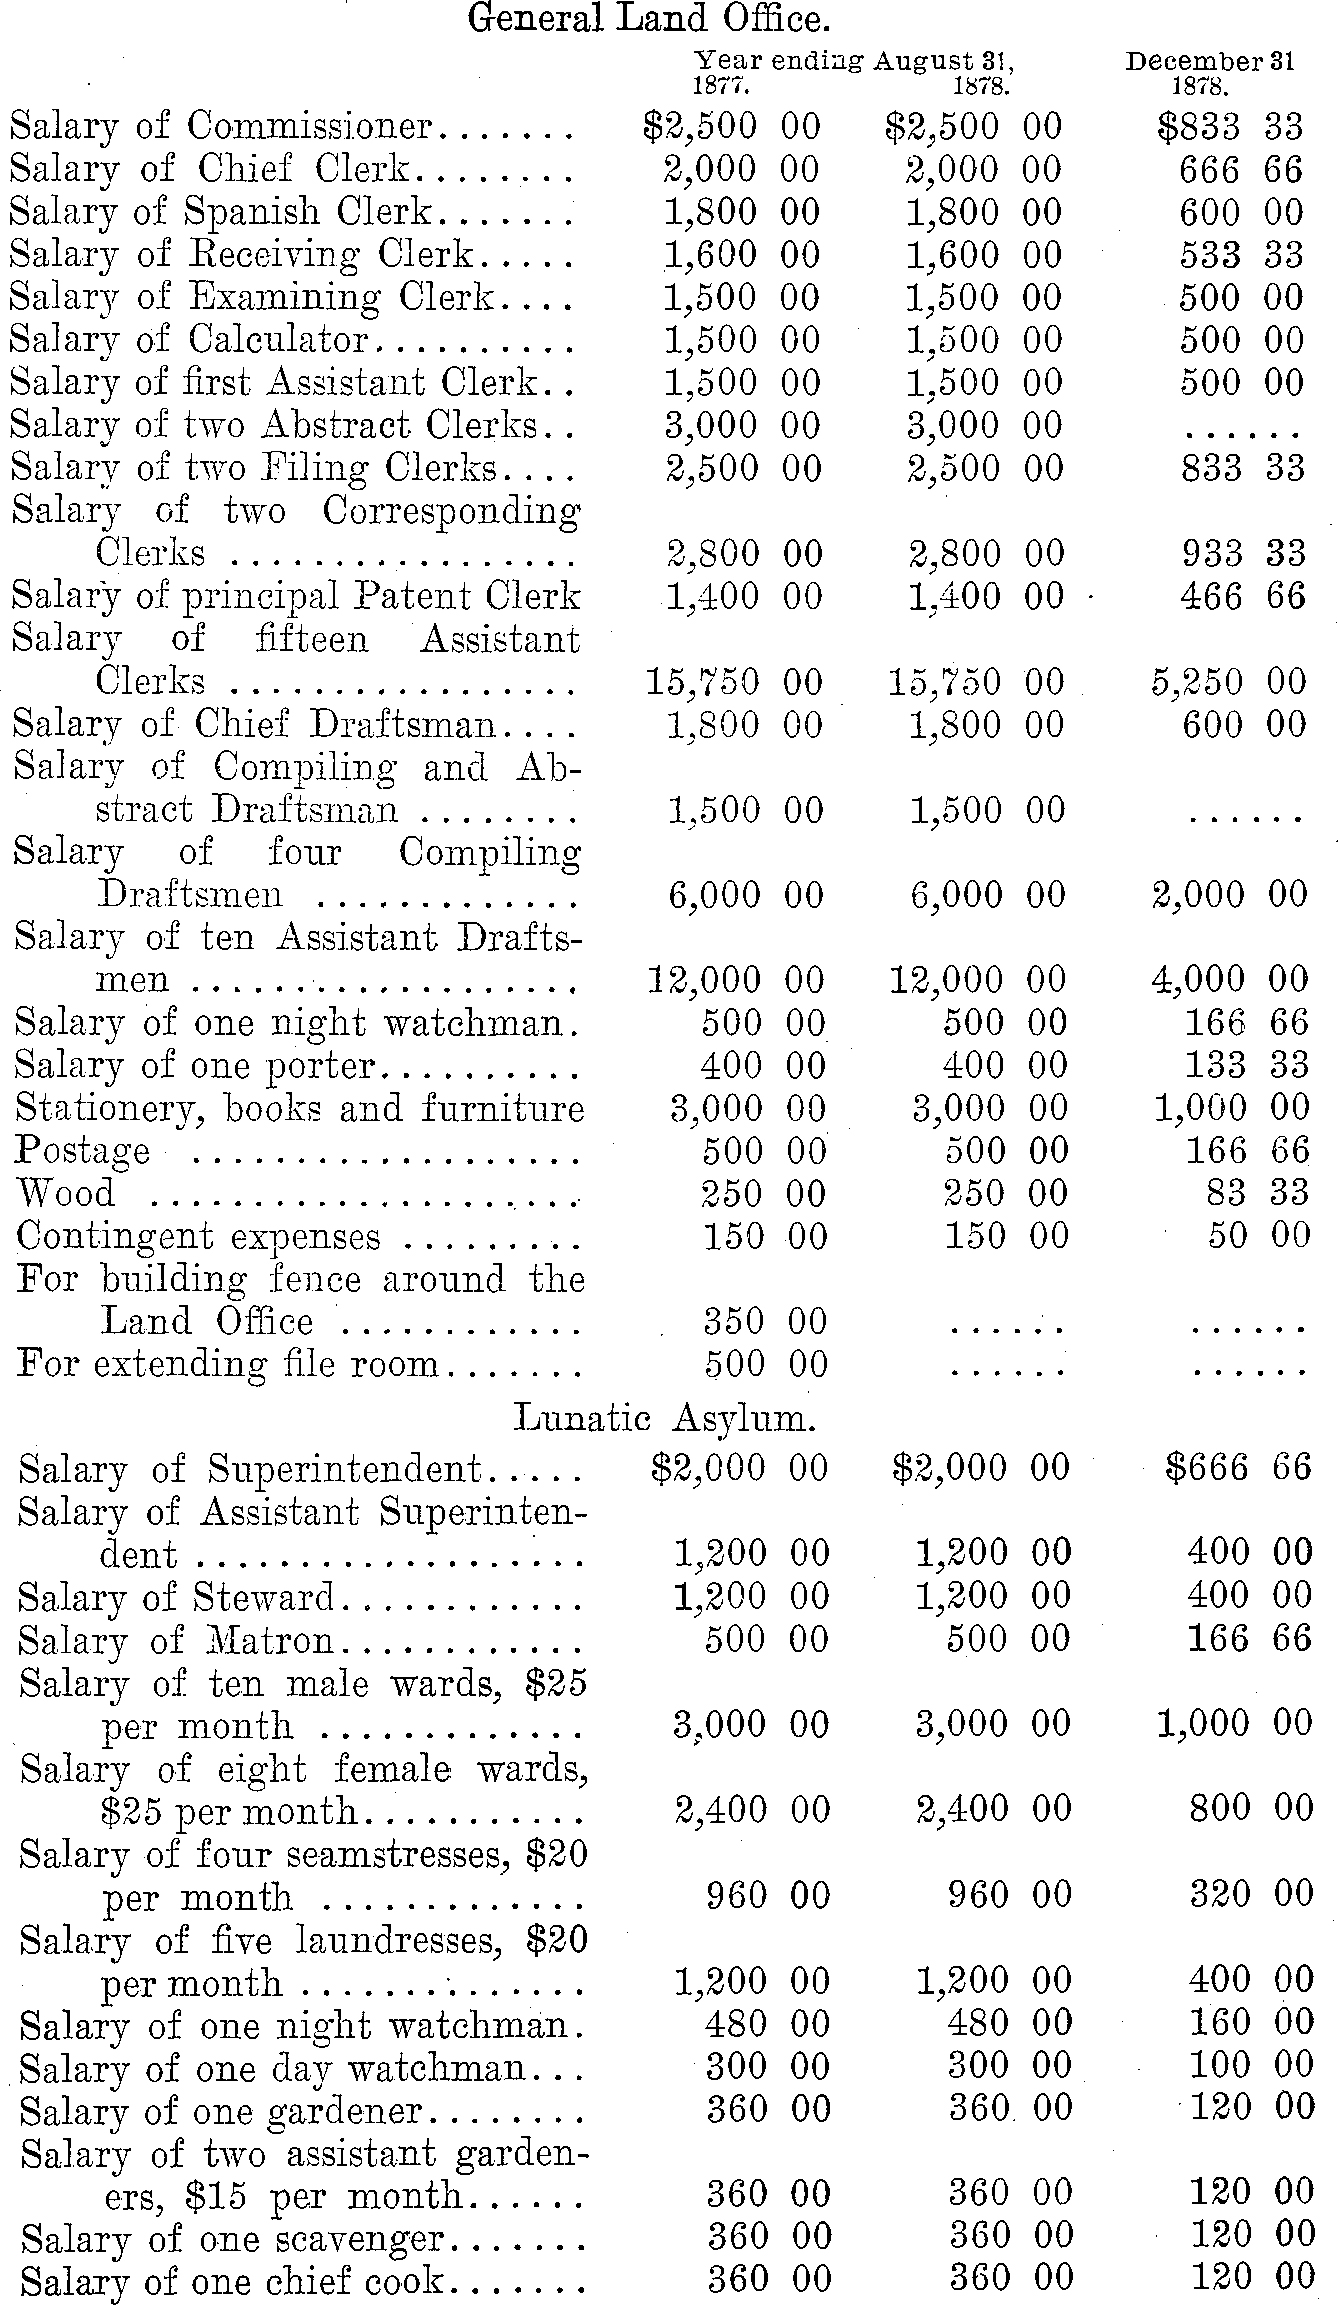 General Land Office.
Year ending August 31, December 31
1877. 1878. 1878.
Salary of Commissioner....... $2,500 00 $2,500 00 $833 33
Salary of Chief Clerk........ 2,000 00 2,000 00 666 66
Salary of Spanish Clerk....... 1,800 00 1,800 00 600 00
Salary of Receiving Clerk..... 1,600 00 1,600 00 533 33
Salary of Examining Clerk.... 1,500 00 1,500 00 500 00
Salary of Calculator.......... 1,500 00 1,500 00 500 00
Salary of first Assistant Clerk.. 1,500 00 1,500 00 500 00
Salary of two Abstract Clerks.. 3,000 00 3,000 00 ......
Salary of two Filing Clerks.... 2,500 00 2,500 00 833 33
Salary of two Corresponding
Clerks ................. 2,800 00 2,800 00 933 33
Salary of principal Patent Clerk 1,400 00 1,400 00 466 66
Salary of fifteen Assistant
Clerks ................. 15,750 00 15,750 00 5,250 00
Salary of Chief Draftsman.... 1,800 00 1,800 00 600 00
Salary of Compiling and Ab-
stract Draftsman ........ 1,500 00 1,500 00 ......
Salary of four Compiling
Draftsmen ............. 6,000 00 6,000 00 2,000 00
Salary of ten Assistant Drafts-
men ................... 12,000 00 12,000 00 4,000 00
Salary of one night watchman. 500 00 500 00 166 66
Salary of one porter.......... 400 00 400 00 133 33
Stationery, books and furniture 3,000 00 3,000 00 1,000 00
Postage ................... 500 00 500 00 166 66
Wood ..................... 250 00 250 00 83 33
Contingent expenses ......... 150 00 150 00 50 00
For building fence around the
Land Office ............ 350 00 ...... ......
For extending file room....... 500 00 ...... ......
Lunatic Asylum.
Salary of Superintendent..... $2,000 00 $2,000 00 $666 66
Salary of Assistant Superinten-
dent ................... 1,200 00 1,200 00 400 00
Salary of Steward............ 1,200 00 1,200 00 400 00
Salary of Matron............ 500 00 500 00 166 66
Salary of ten male wards, $25
per month ............. 3,000 00 3,000 00 1,000 00
Salary of eight female wards,
$25 per month........... 2,400 00 2,400 00 800 00
Salary of four seamstresses, $20
per month ............. 960 00 960 00 320 00
Salary of five laundresses, $20
per month .............. 1,200 00 1,200 00 400 00
Salary of one night watchman. 480 00 480 00 160 00
Salary of one day watchman... 300 00 300 00 100 00
Salary of one gardener........ 360 00 360 00 120 00
Salary of two assistant garden-
ers, $15 per month...... 360 00 360 00 120 00
Salary of one scavenger....... 360 00 360 00 120 00
Salary of one chief cook....... 360 00 360 00 120 00